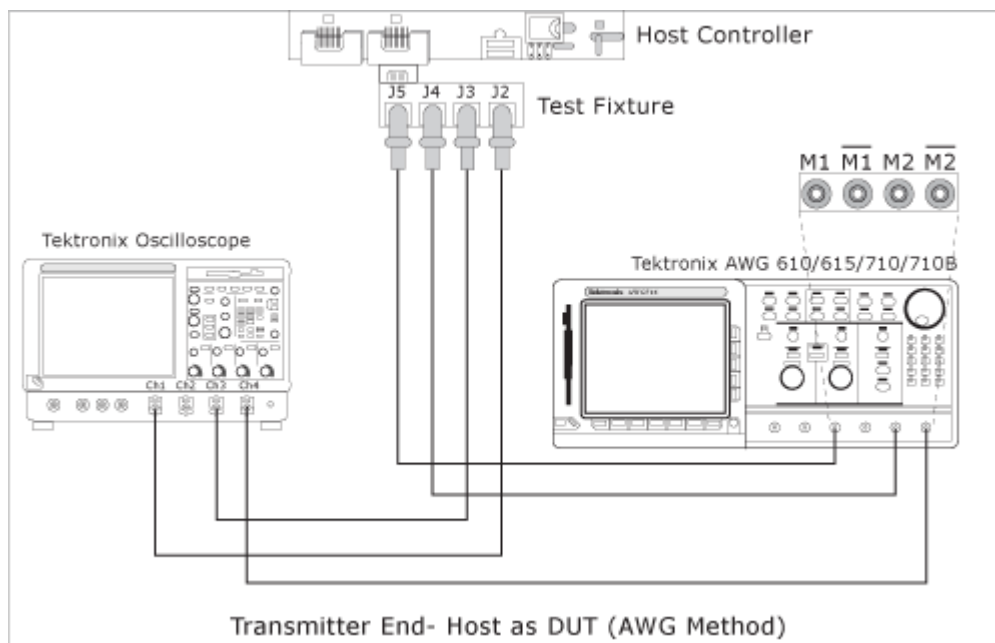 Host Controller
J5 J4 J3 J2
Test Fixture
M1 M1 M2 M2
Tektronix Oscilloscope
Tektronix AWG 610/615/710/710B
Tektronix
Ch1 Ch2 Ch3 Ch4
Transmitter End- Host as DUT (AWG Method)